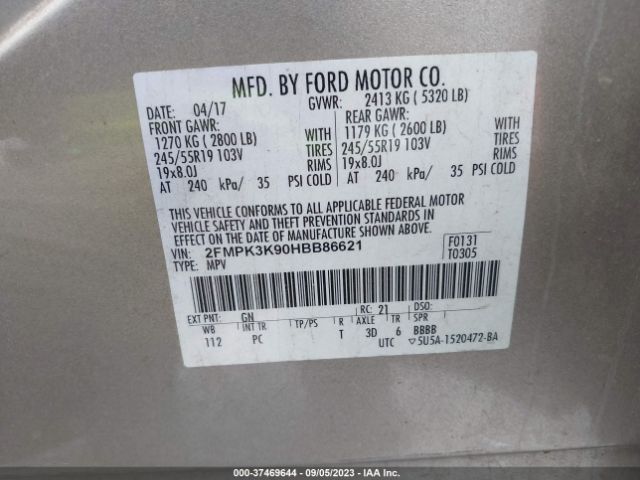 MFD. BY FORD MOTOR CO.
DATE: 04/17 GVWR: 2413 KG ( 5320 LB)
FRONT GAWR: REAR GAWR:
1270 KG ( 2800 LB) WITH 1179 KG ( 2600 LB) WITH
245/55R19 103V TIRES 245/55R19 103V TIRES
19x8.0J RIMS 19x8.0J RIMS
AT 240 kPa/ 35 PSI COLD AT 240 kPa/ 35 PSI COLD
THIS VEHICLE CONFORMS TO ALL APPLICABLE FEDERAL MOTOR
VEHICLE SAFETY AND THEFT PREVENTION STANDARDS IN
EFFECT ON THE DATE OF MANUFACTURE SHOWN ABOVE.
VIN: 2FMPK3K90HBB86621 F0131
TYPE: MPV T0305
EXT PNT: GN RC: 21 DSO:
WB INT TR TP/PS R AXLE TR SPR
112 PC T 3D 6 BBBB
UTC ▽5U5A-1520472-BA
000-37469644 | 09/05/2023 - IAA Inc.